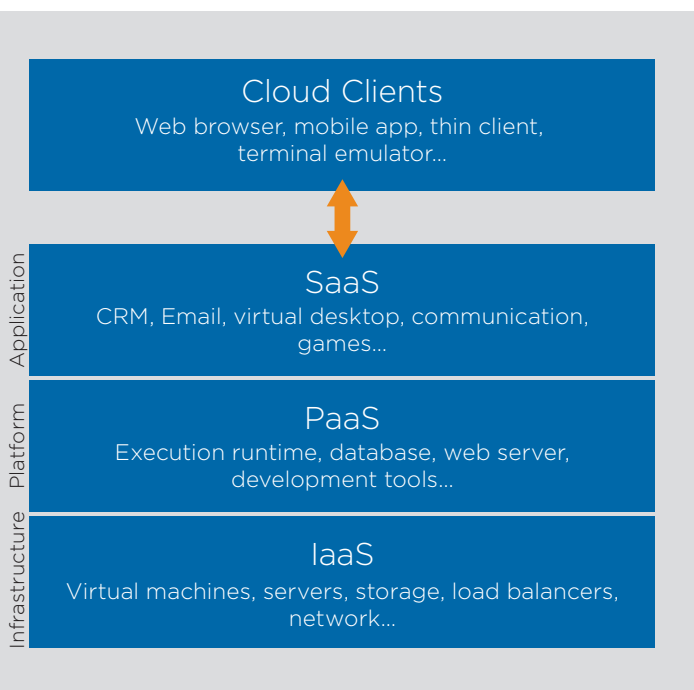 Cloud Clients
Web browser, mobile app, thin client,
terminal emulator...
Application
SaaS
CRM, Email, virtual desktop, communication,
games...
Platform
PaaS
Execution runtime, database, web server,
development tools...
Infrastructure
IaaS
Virtual machines, servers, storage, load balancers,
network...